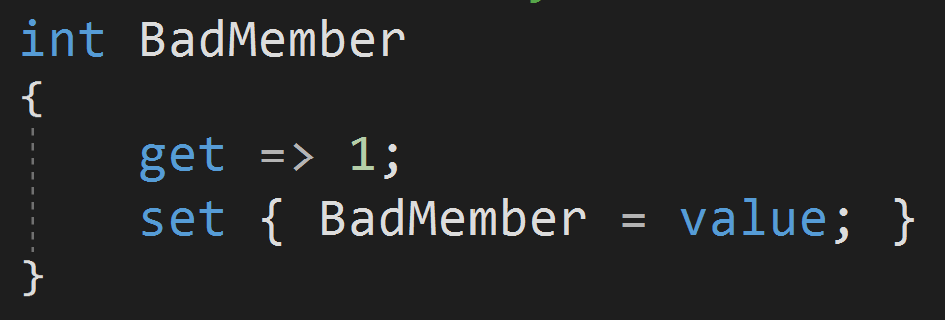 int BadMember
{
get => 1;
set { BadMember = value; }
}